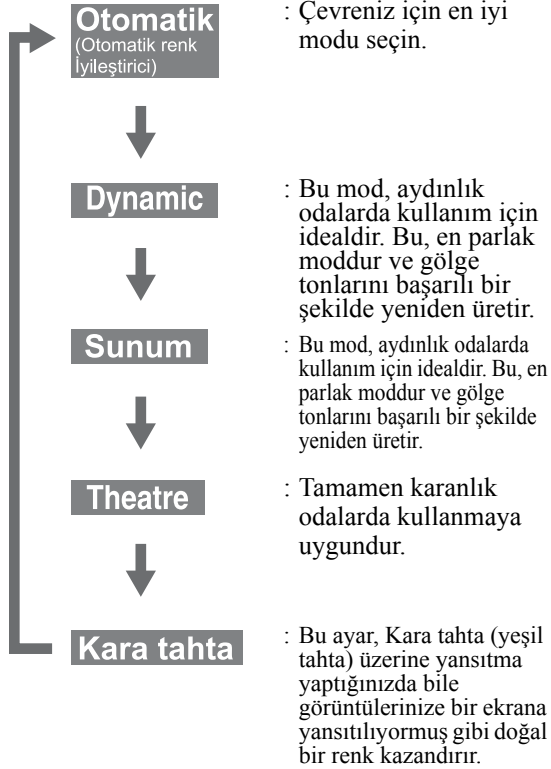 Otomatik
(Otomatik renk
İyileştirici)
: Çevreniz için en iyi
modu seçin.
Dynamic
: Bu mod, aydınlık
odalarda kullanım için
idealdir. Bu, en parlak
moddur ve gölge
tonlarını başarılı bir
şekilde yeniden üretir.
Sunum
: Bu mod, aydınlık odalarda
kullanım için idealdir. Bu, en
parlak moddur ve gölge
tonlarını başarılı bir şekilde
yeniden üretir.
Theatre
: Tamamen karanlık
odalarda kullanmaya
uygundur.
Kara tahta
: Bu ayar, Kara tahta (yeşil
tahta) üzerine yansıtma
yaptığınızda bile
görüntülerinize bir ekrana
yansıtılıyormuş gibi doğal
bir renk kazandırır.